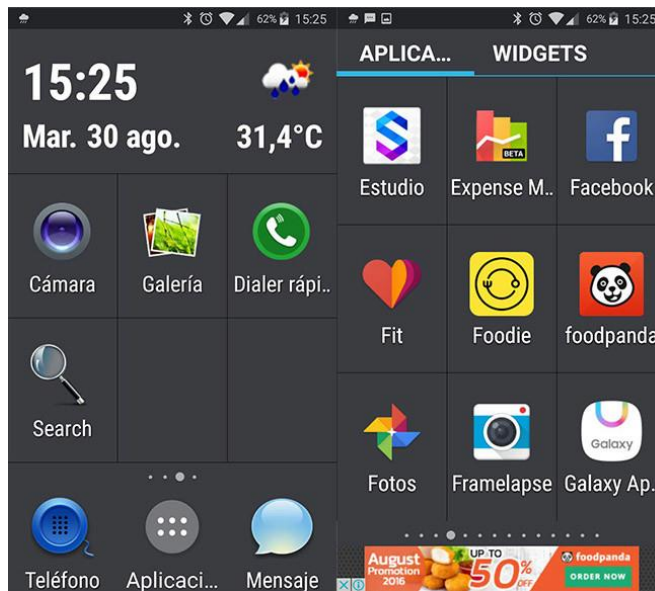 62% 15:25
15:25
Mar. 30 ago.
31,4°C
Cámara
Galería
Dialer rápi..
Search
Teléfono
Aplicaci...
Mensaje
62% 15:25
APLICA...
WIDGETS
Estudio
Expense M..
Facebook
BETA
Fit
Foodie
foodpanda
Fotos
Framelapse
Galaxy Ap.
Galaxy
August
Promotion
2016
UP TO
50%
OFF
foodpanda
ORDER NOW